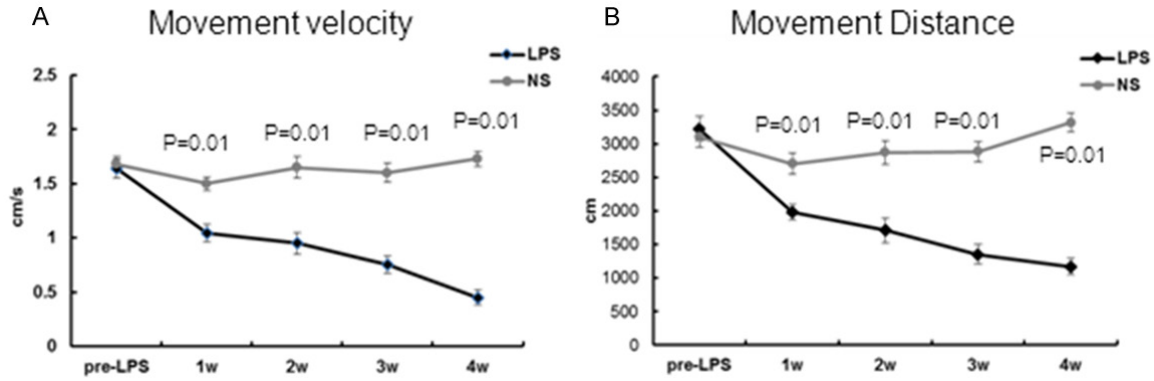 A
Movement velocity
LPS
NS
2.5
2
1.5
1
0.5
0
cm/s
P=0.01
P=0.01
P=0.01
P=0.01
pre-LPS 1w 2w 3w 4w
B
Movement Distance
LPS
NS
4000
3500
3000
2500
2000
1500
1000
500
0
cm
P=0.01
P=0.01
P=0.01
P=0.01
pre-LPS 1w 2w 3w 4w